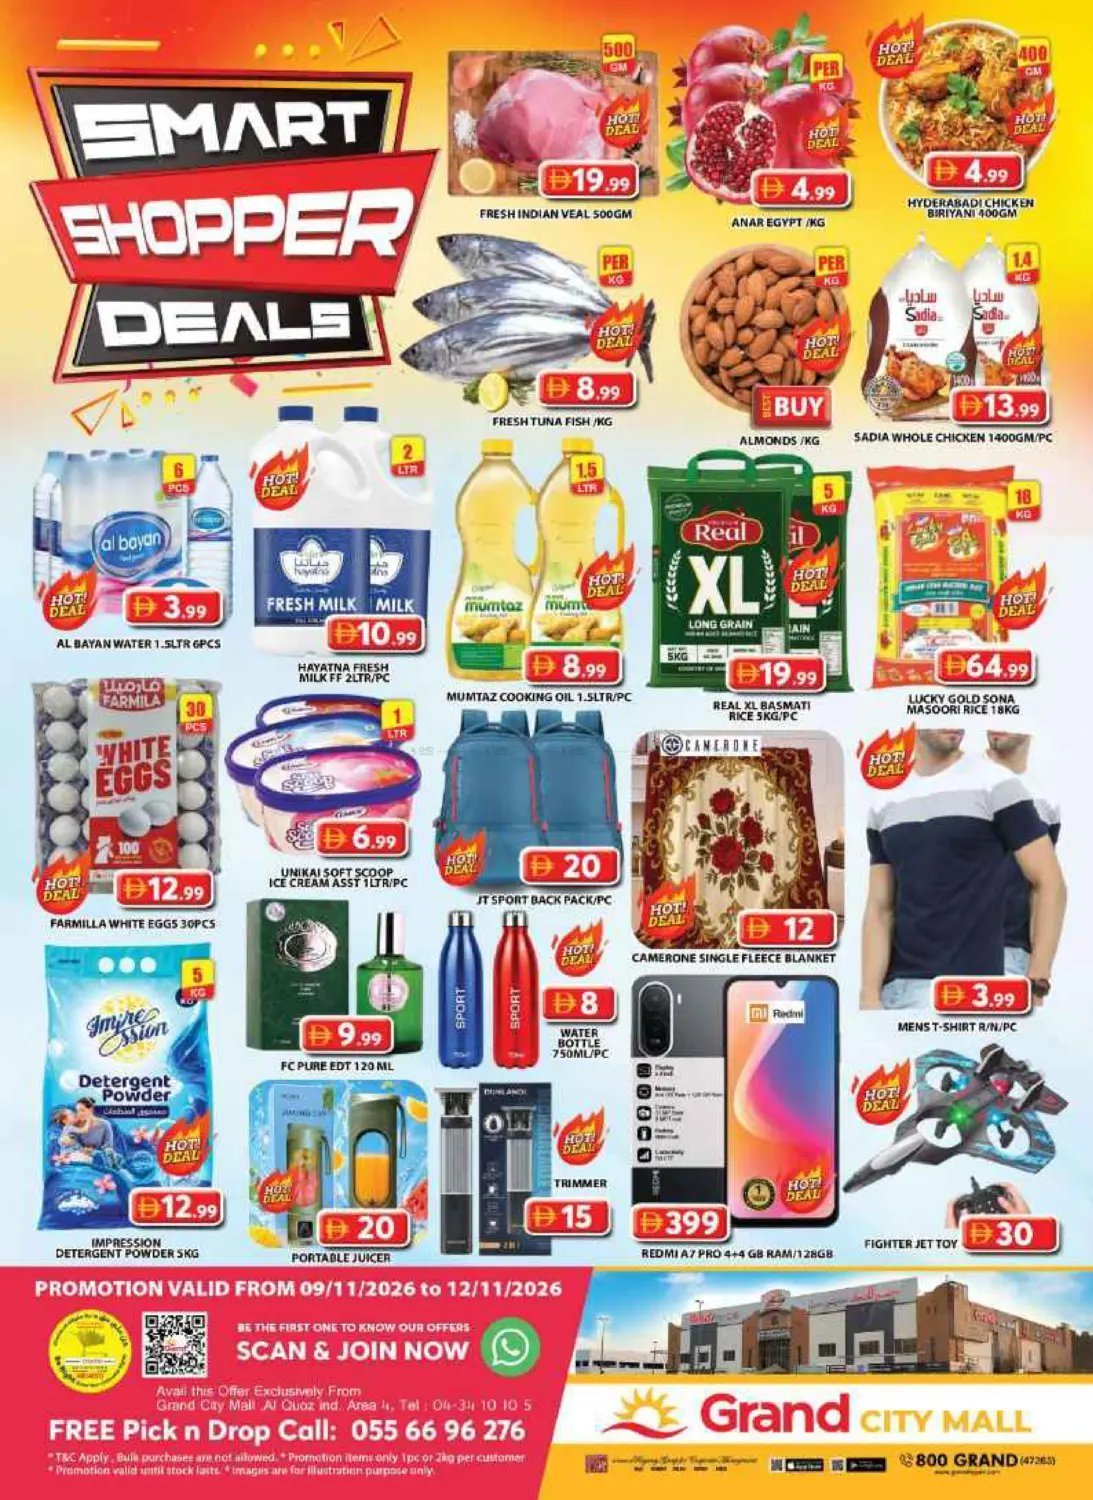 SMART
SHOPPER
DEALS
500
GM
HOT!
DEAL
19.99
FRESH INDIAN VEAL 500GM
PER
KG
HOT!
DEAL
4.99
ANAR EGYPT /KG
HOT!
DEAL
400
GM
HOT!
DEAL
4.99
HYDERABADI CHICKEN
BIRIYANI 400GM
PER
KG
HOT!
DEAL
8.99
FRESH TUNA FISH /KG
PER
KG
HOT!
DEAL
BEST
BUY
ALMONDS /KG
1.4
KG
ساديا
Sadia
ساديا
Sadia
HOT!
DEAL
13.99
SADIA WHOLE CHICKEN 1400GM/PC
6
PCS
al bayan
HOT!
DEAL
3.99
AL BAYAN WATER 1.5LTR 6PCS
HOT!
DEAL
2
LTR
حياتنا
hayatna
FRESH MILK
MILK
10.99
HAYATNA FRESH
MILK FF 2LTR/PC
1.5
LTR
mumtaz
HOT!
DEAL
8.99
MUMTAZ COOKING OIL 1.5LTR/PC
5
KG
Real
XL
LONG GRAIN
5KG
HOT!
DEAL
19.99
REAL XL BASMATI
RICE 5KG/PC
18
KG
Lucky
Gold
HOT!
DEAL
64.99
LUCKY GOLD SONA
MASOORI RICE 18KG
فارميلا
FARMILA
30
PCS
WHITE
EGGS
100
HOT!
DEAL
12.99
FARMILLA WHITE EGGS 30PCS
1
LTR
6.99
UNIKAI SOFT SCOOP
ICE CREAM ASST 1LTR/PC
HOT!
DEAL
20
JT SPORT BACK PACK/PC
CAMERONE
HOT!
DEAL
12
CAMERONE SINGLE FLEECE BLANKET
HOT!
DEAL
3.99
MENS T-SHIRT R/N/PC
5
KG
Impre
ssion
Detergent
Powder
مسحوق المنظفات
HOT!
DEAL
12.99
IMPRESSION
DETERGENT POWDER 5KG
9.99
FC PURE EDT 120 ML
SPORT
SPORT
HOT!
DEAL
8
WATER
BOTTLE
750ML/PC
HOT!
DEAL
20
PORTABLE JUICER
HOT!
DEAL
TRIMMER
15
mi Redmi
REDMI
HOT!
DEAL
399
REDMI A7 PRO 4+4 GB RAM/128GB
HOT!
DEAL
30
FIGHTER JET TOY
PROMOTION VALID FROM 09/11/2026 to 12/11/2026
BE THE FIRST ONE TO KNOW OUR OFFERS
SCAN & JOIN NOW
Avail this Offer Exclusively From
Grand City Mall ,Al Quoz ind. Area 4, Tel : 04-34 10 10 5
FREE Pick n Drop Call: 055 66 96 276
*T&C Apply , Bulk purchases are not allowed. * Promotion items only 1pc or 2kg per customer
* Promotion valid until stock lasts. * Images are for illustration purpose only.
Grand CITY MALL
800 GRAND (47263)